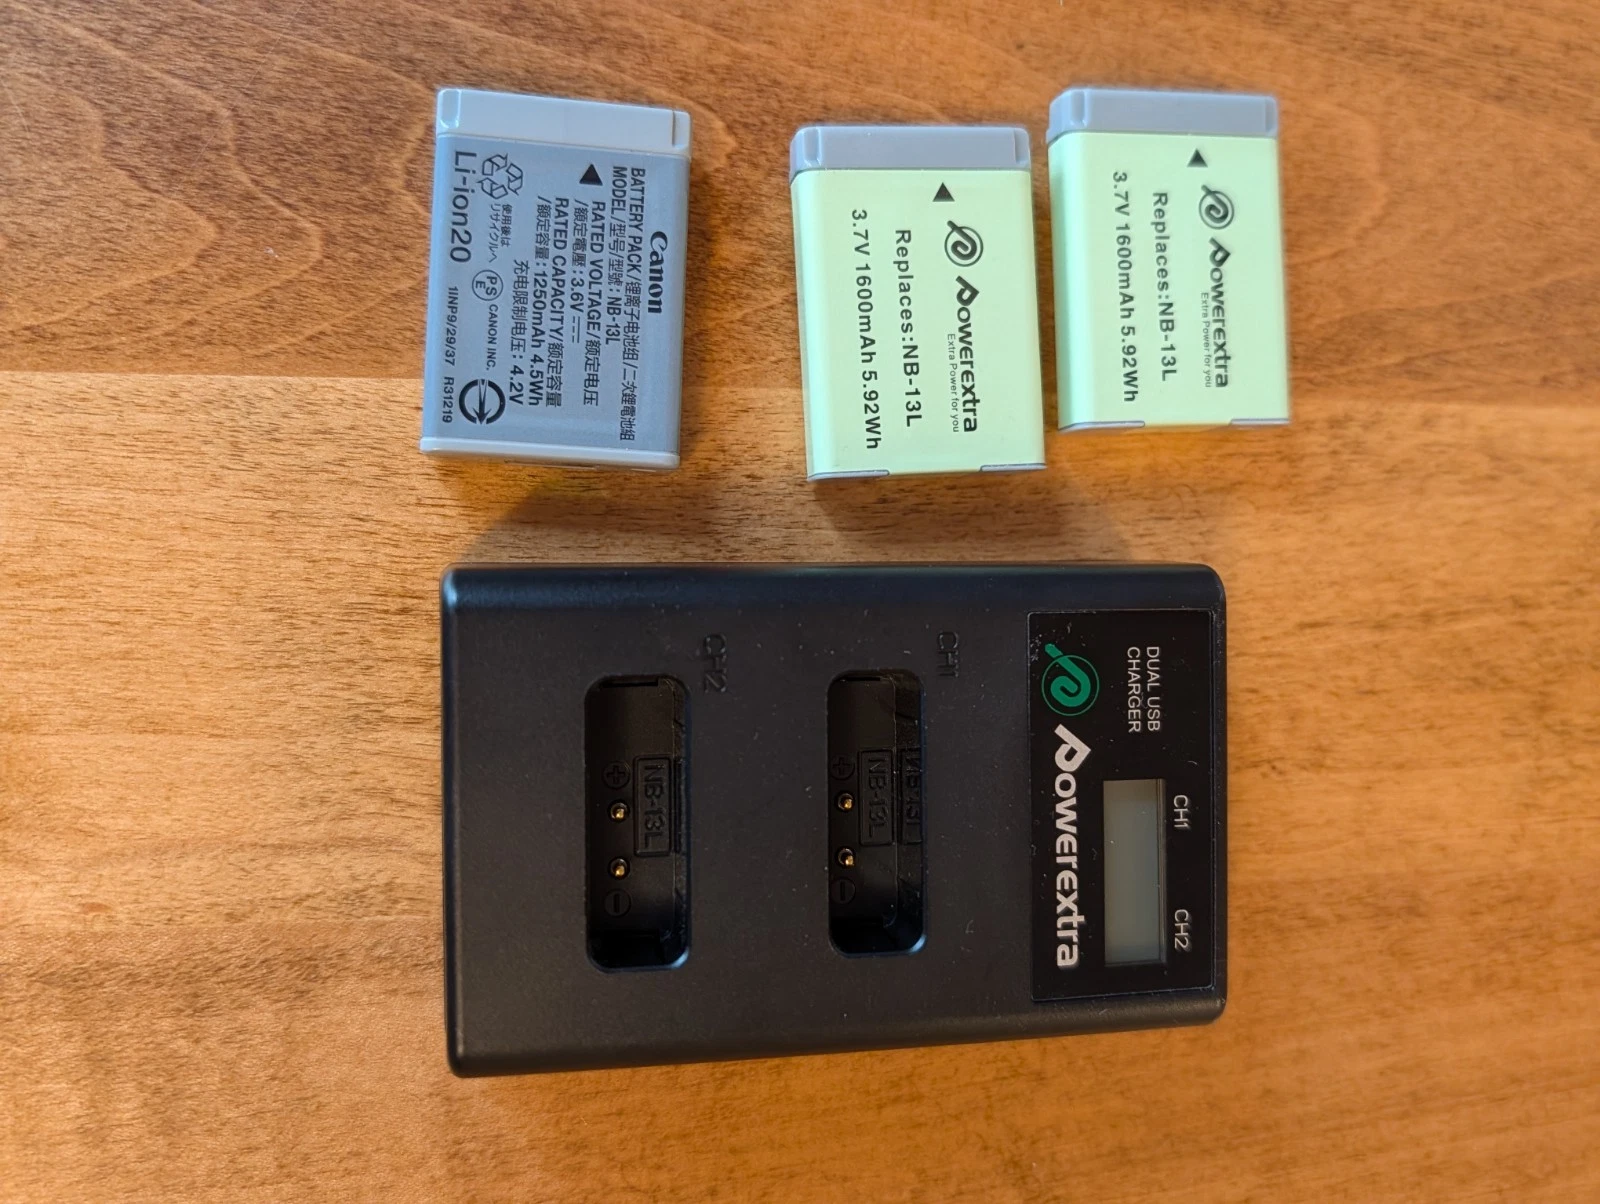 Canon
BATTERY PACK/锂离子电池组/二次鋰電池組
MODEL/型号/型號: NB-13L
RATED VOLTAGE/额定电压
/額定電壓: 3.6V
RATED CAPACITY/额定容量
/額定容量: 1250mAh 4.5Wh
充电限制电压: 4.2V
使用後は
リサイクルへ
PS
E
CANON INC.
Li-ion20
1INP9/29/37 R31219
Powerextra
Extra Power for you
Replaces:NB-13L
3.7V 1600mAh 5.92Wh
Powerextra
Extra Power for you
Replaces:NB-13L
3.7V 1600mAh 5.92Wh
DUAL USB
CHARGER
CH1 CH2
Powerextra
CH1
NB-13L
NB-13L
+
−
CH2
NB-13L
+
−